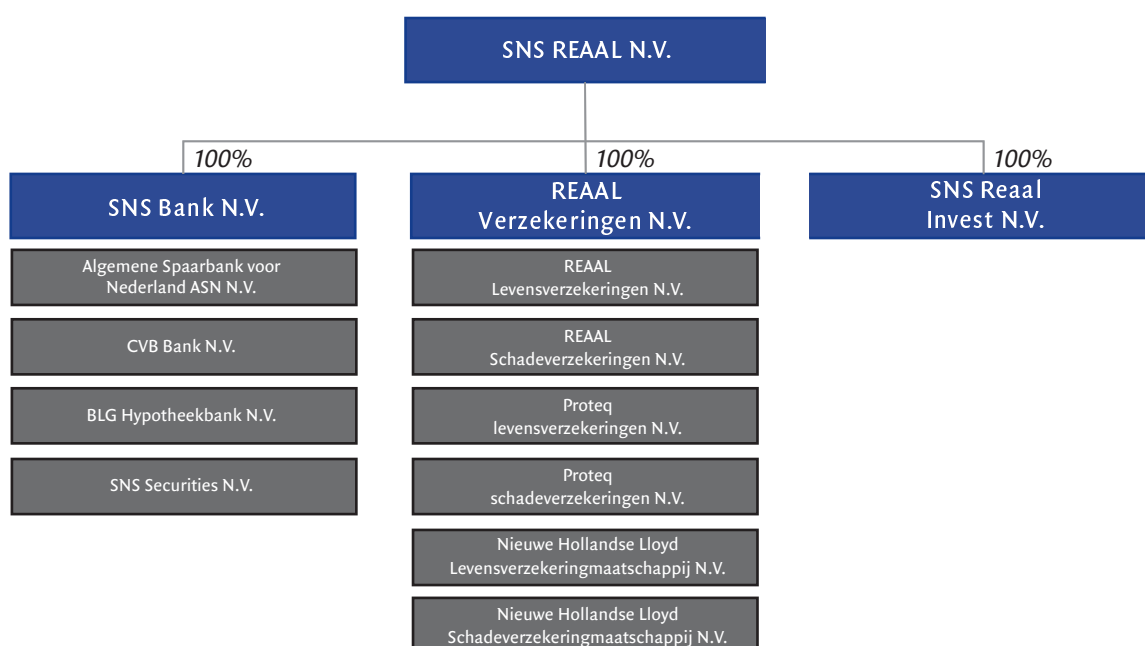 SNS REAAL N.V.
100%
100%
100%
SNS Bank N.V.
REAAL
Verzekeringen N.V.
SNS Reaal
Invest N.V.
Algemene Spaarbank voor
Nederland ASN N.V.
CVB Bank N.V.
BLG Hypotheekbank N.V.
SNS Securities N.V.
REAAL
Levensverzekeringen N.V.
REAAL
Schadeverzekeringen N.V.
Proteq
levensverzekeringen N.V.
Proteq
schadeverzekeringen N.V.
Nieuwe Hollandse Lloyd
Levensverzekeringmaatschappij N.V.
Nieuwe Hollandse Lloyd
Schadeverzekeringmaatschappij N.V.